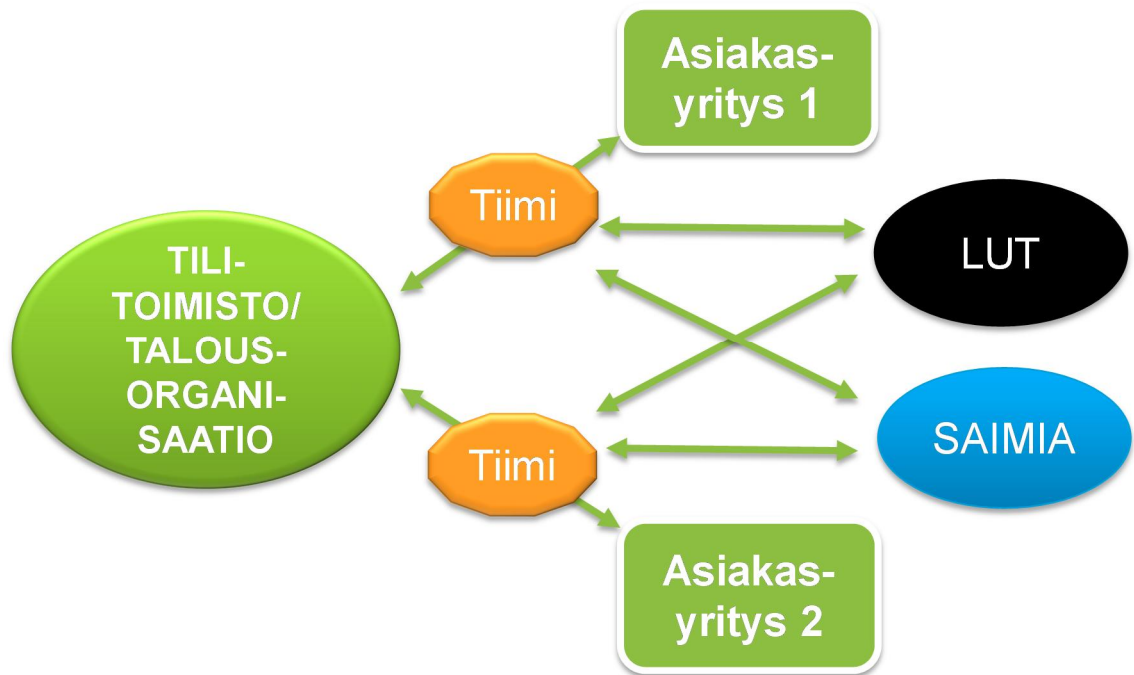 Asiakas-
yritys 1
Tiimi
LUT
TILI-
TOIMISTO/
TALOUS-
ORGANI-
SAATIO
SAIMIA
Tiimi
Asiakas-
yritys 2